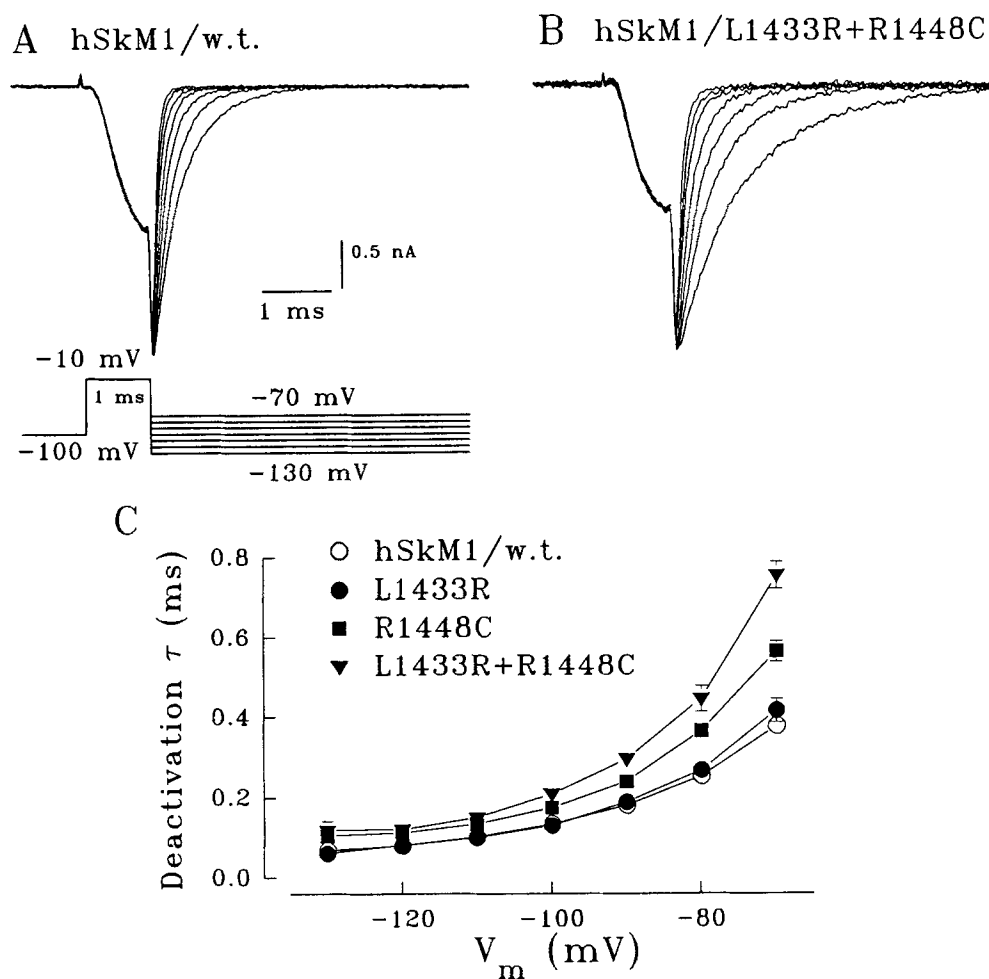 A hSkM1/w.t.
B hSkM1/L1433R+R1448C
0.5 nA
1 ms
-10 mV
1 ms
-70 mV
-100 mV
-130 mV
C
hSkM1/w.t.
L1433R
R1448C
L1433R+R1448C
Deactivation τ (ms)
0.8
0.6
0.4
0.2
0.0
-120
-100
-80
V_m (mV)